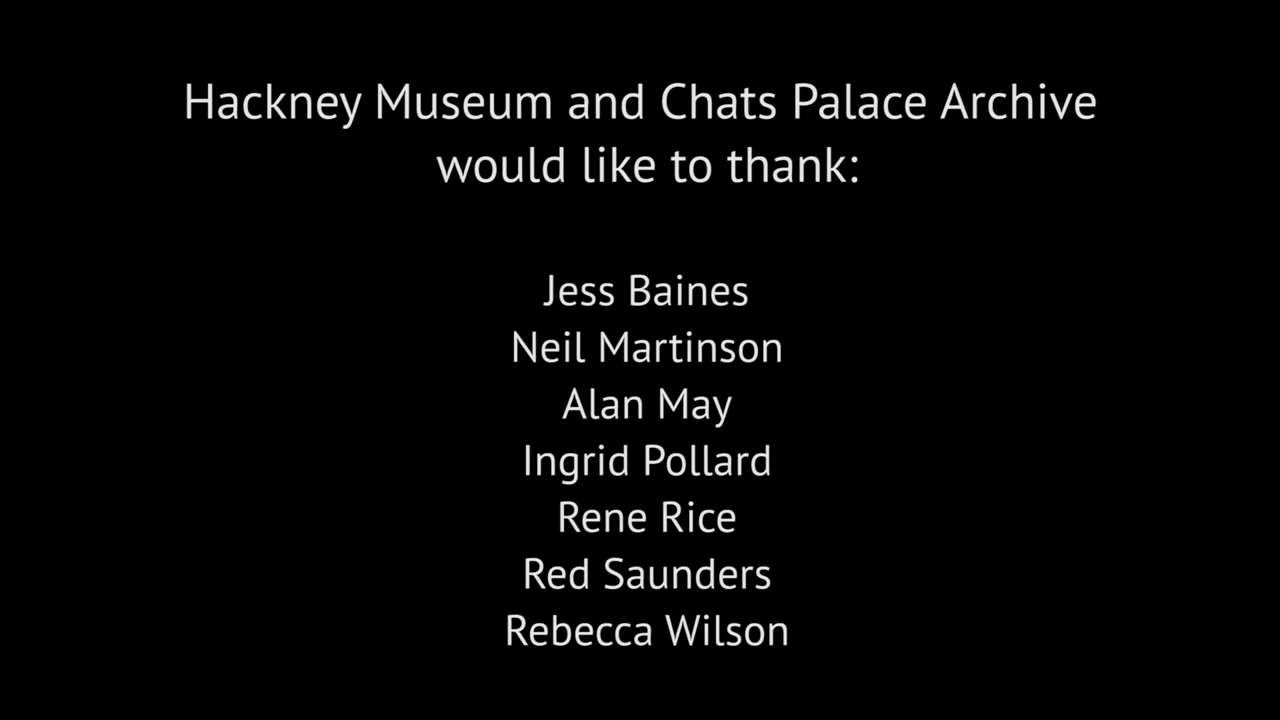 Hackney Museum and Chats Palace Archive
would like to thank:
Jess Baines
Neil Martinson
Alan May
Ingrid Pollard
Rene Rice
Red Saunders
Rebecca Wilson